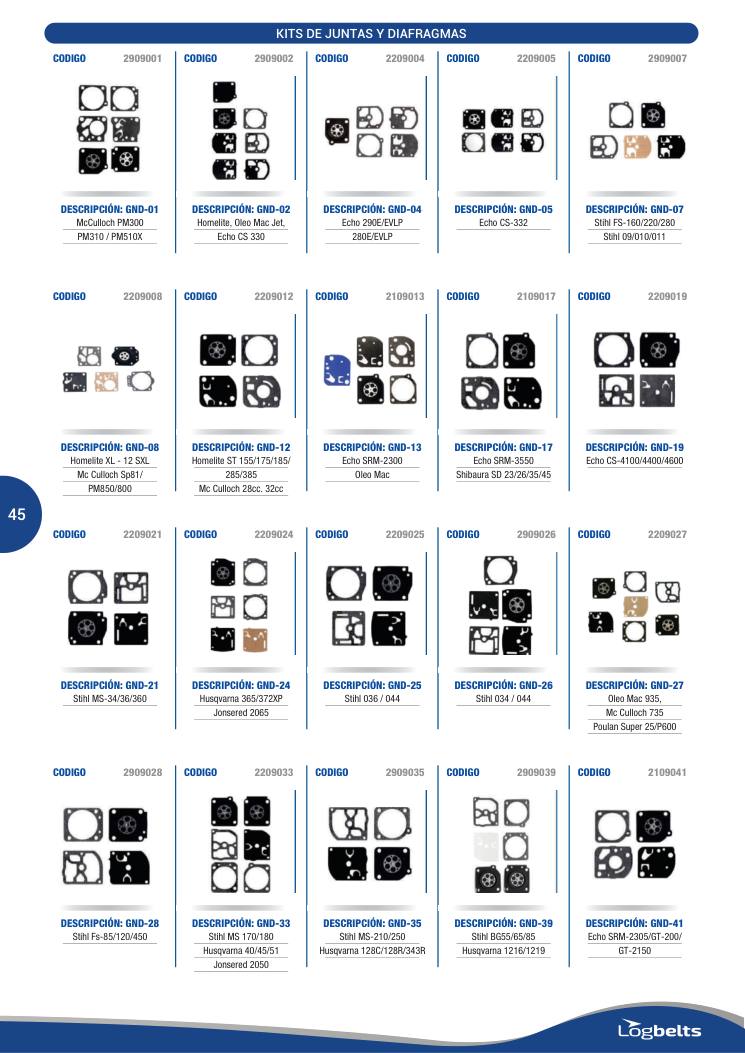 KITS DE JUNTAS Y DIAFRAGMAS
CODIGO 2909001
DESCRIPCIÓN: GND-01
McCulloch PM300
PM310 / PM510X
CODIGO 2909002
DESCRIPCIÓN: GND-02
Homelite, Oleo Mac Jet,
Echo CS 330
CODIGO 2209004
DESCRIPCIÓN: GND-04
Echo 290E/EVLP
280E/EVLP
CODIGO 2209005
DESCRIPCIÓN: GND-05
Echo CS-332
CODIGO 2909007
DESCRIPCIÓN: GND-07
Stihl FS-160/220/280
Stihl 09/010/011
CODIGO 2209008
DESCRIPCIÓN: GND-08
Homelite XL - 12 SXL
Mc Culloch Sp81/
PM850/800
CODIGO 2209012
DESCRIPCIÓN: GND-12
Homelite ST 155/175/185/
285/385
Mc Culloch 28cc. 32cc
CODIGO 2109013
DESCRIPCIÓN: GND-13
Echo SRM-2300
Oleo Mac
CODIGO 2109017
DESCRIPCIÓN: GND-17
Echo SRM-3550
Shibaura SD 23/26/35/45
CODIGO 2209019
DESCRIPCIÓN: GND-19
Echo CS-4100/4400/4600
45
CODIGO 2209021
DESCRIPCIÓN: GND-21
Stihl MS-34/36/360
CODIGO 2209024
DESCRIPCIÓN: GND-24
Husqvarna 365/372XP
Jonsered 2065
CODIGO 2209025
DESCRIPCIÓN: GND-25
Stihl 036 / 044
CODIGO 2909026
DESCRIPCIÓN: GND-26
Stihl 034 / 044
CODIGO 2209027
DESCRIPCIÓN: GND-27
Oleo Mac 935,
Mc Culloch 735
Poulan Super 25/P600
CODIGO 2909028
DESCRIPCIÓN: GND-28
Stihl Fs-85/120/450
CODIGO 2209033
DESCRIPCIÓN: GND-33
Stihl MS 170/180
Husqvarna 40/45/51
Jonsered 2050
CODIGO 2909035
DESCRIPCIÓN: GND-35
Stihl MS-210/250
Husqvarna 128C/128R/343R
CODIGO 2909039
DESCRIPCIÓN: GND-39
Stihl BG55/65/85
Husqvarna 1216/1219
CODIGO 2109041
DESCRIPCIÓN: GND-41
Echo SRM-2305/GT-200/
GT-2150
Logbelts